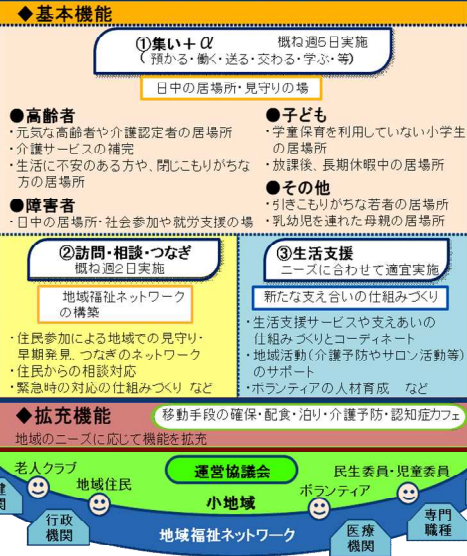 ◆基本機能
①集い+α 概ね週5日実施
(預かる・働く・送る・交わる・学ぶ・等)
日中の居場所・見守りの場
●高齢者
・元気な高齢者や介護認定者の居場所
・介護サービスの補完
・生活に不安のある方や、閉じこもりがちな
方の居場所
●障害者
・日中の居場所・社会参加や就労支援の場
●子ども
・学童保育を利用していない小学生
の居場所
・放課後、長期休暇中の居場所
●その他
・引きこもりがちな若者の居場所
・乳幼児を連れた母親の居場所
②訪問・相談・つなぎ
概ね週2日実施
地域福祉ネットワーク
の構築
・住民参加による地域での見守り・
早期発見、つなぎのネットワーク
・住民からの相談対応
・緊急時の対応の仕組みづくり など
③生活支援
ニーズに合わせて適宜実施
新たな支え合いの仕組みづくり
・生活支援サービスや支えあいの
仕組みづくりとコーディネート
・地域活動(介護予防やサロン活動等)
のサポート
・ボランティアの人材育成 など
◆拡充機能
移動手段の確保・配食・泊り・介護予防・認知症カフェ
地域のニーズに応じて機能を拡充
老人クラブ
運営協議会
民生委員・児童委員
地域住民
小地域
ボランティア
行政
機関
地域福祉ネットワーク
医療
機関
専門
職種